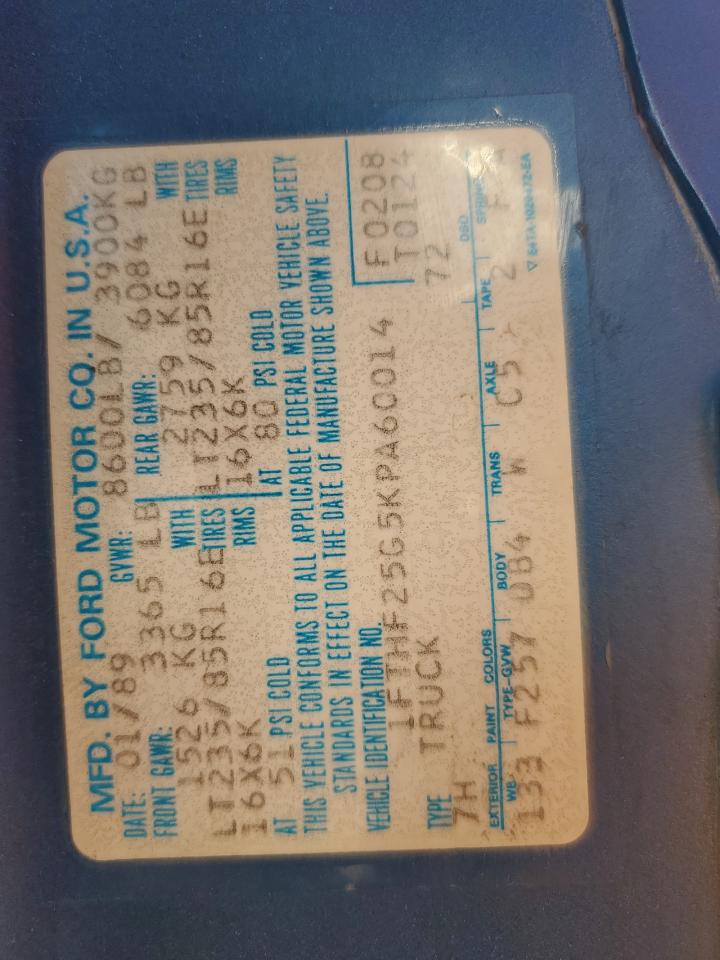 MFD. BY FORD MOTOR CO. IN U.S.A.
DATE: 01/89 GVWR: 8600LB/ 3900KG
FRONT GAWR: 3365 LB REAR GAWR: 6084 LB
1526 KG WITH 2759 KG WITH
LT235/85R16E TIRES LT235/85R16E TIRES
16X6K RIMS 16X6K RIMS
AT 51 PSI COLD AT 80 PSI COLD
THIS VEHICLE CONFORMS TO ALL APPLICABLE FEDERAL MOTOR VEHICLE SAFETY
STANDARDS IN EFFECT ON THE DATE OF MANUFACTURE SHOWN ABOVE.
VEHICLE IDENTIFICATION NO. F0208
1FTHF25G5KPA60014 T0124
TYPE TRUCK 72
7H DSO
EXTERIOR PAINT COLORS
WB TYPE-GVW BODY TRANS AXLE TAPE SPRING
133 F257 DB4 W C5 2